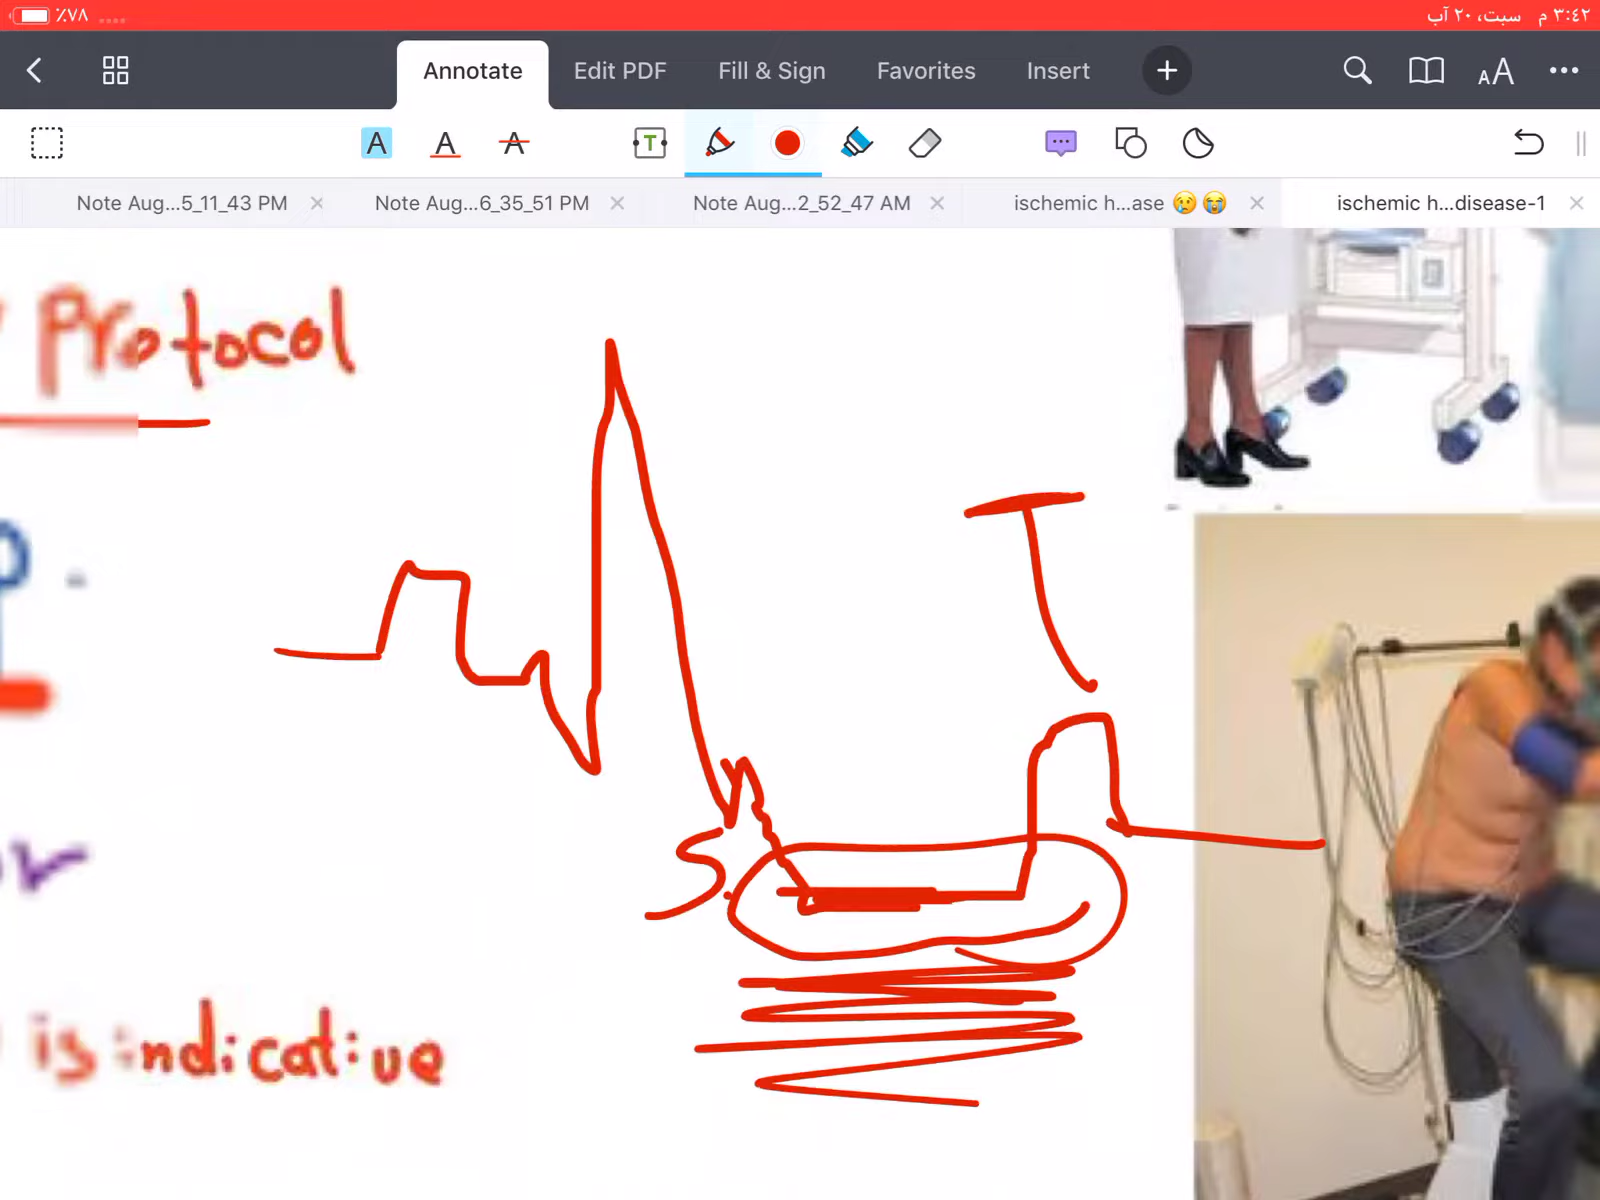 ٪٧٨
٣:٤٢ م سبت، ٢٠ آب
Annotate Edit PDF Fill & Sign Favorites Insert
A A A T AA
Note Aug...5_11_43 PM Note Aug...6_35_51 PM Note Aug...2_52_47 AM ischemic h...ase 😢 😭 ischemic h...disease-1
Protocol
T
S
is indicative